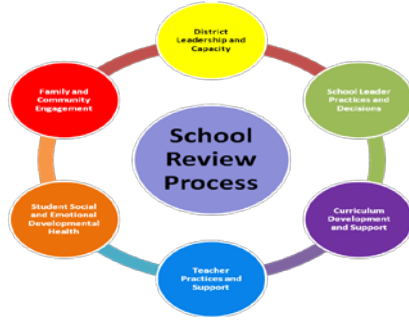 District
Leadership and
Capacity
Family and
Community
Engagement
School Leader
Practices and
Decisions
School
Review
Process
Student Social
and Emotional
Developmental
Health
Curriculum
Development
and Support
Teacher
Practices and
Support